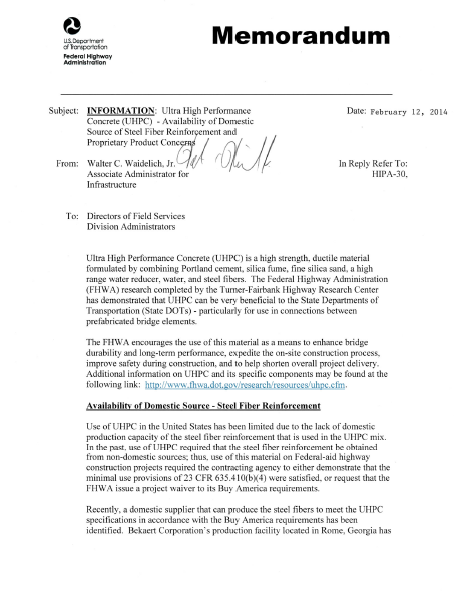 U.S. Department
of Transportation
Federal Highway
Administration
Memorandum
Subject: INFORMATION: Ultra High Performance
Concrete (UHPC) - Availability of Domestic
Source of Steel Fiber Reinforcement and
Proprietary Product Concerns
Date: February 12, 2014
From: Walter C. Waidelich, Jr.
Associate Administrator for
Infrastructure
In Reply Refer To:
HIPA-30,
To: Directors of Field Services
Division Administrators
Ultra High Performance Concrete (UHPC) is a high strength, ductile material
formulated by combining Portland cement, silica fume, fine silica sand, a high
range water reducer, water, and steel fibers. The Federal Highway Administration
(FHWA) research completed by the Turner-Fairbank Highway Research Center
has demonstrated that UHPC can be very beneficial to the State Departments of
Transportation (State DOTs) - particularly for use in connections between
prefabricated bridge elements.
The FHWA encourages the use of this material as a means to enhance bridge
durability and long-term performance, expedite the on-site construction process,
improve safety during construction, and to help shorten overall project delivery.
Additional information on UHPC and its specific components may be found at the
following link: http://www.fhwa.dot.gov/research/resources/uhpc.cfm.
Availability of Domestic Source - Steel Fiber Reinforcement
Use of UHPC in the United States has been limited due to the lack of domestic
production capacity of the steel fiber reinforcement that is used in the UHPC mix.
In the past, use of UHPC required that the steel fiber reinforcement be obtained
from non-domestic sources; thus, use of this material on Federal-aid highway
construction projects required the contracting agency to either demonstrate that the
minimal use provisions of 23 CFR 635.410(b)(4) were satisfied, or request that the
FHWA issue a project waiver to its Buy America requirements.
Recently, a domestic supplier that can produce the steel fibers to meet the UHPC
specifications in accordance with the Buy America requirements has been
identified. Bekaert Corporation's production facility located in Rome, Georgia has